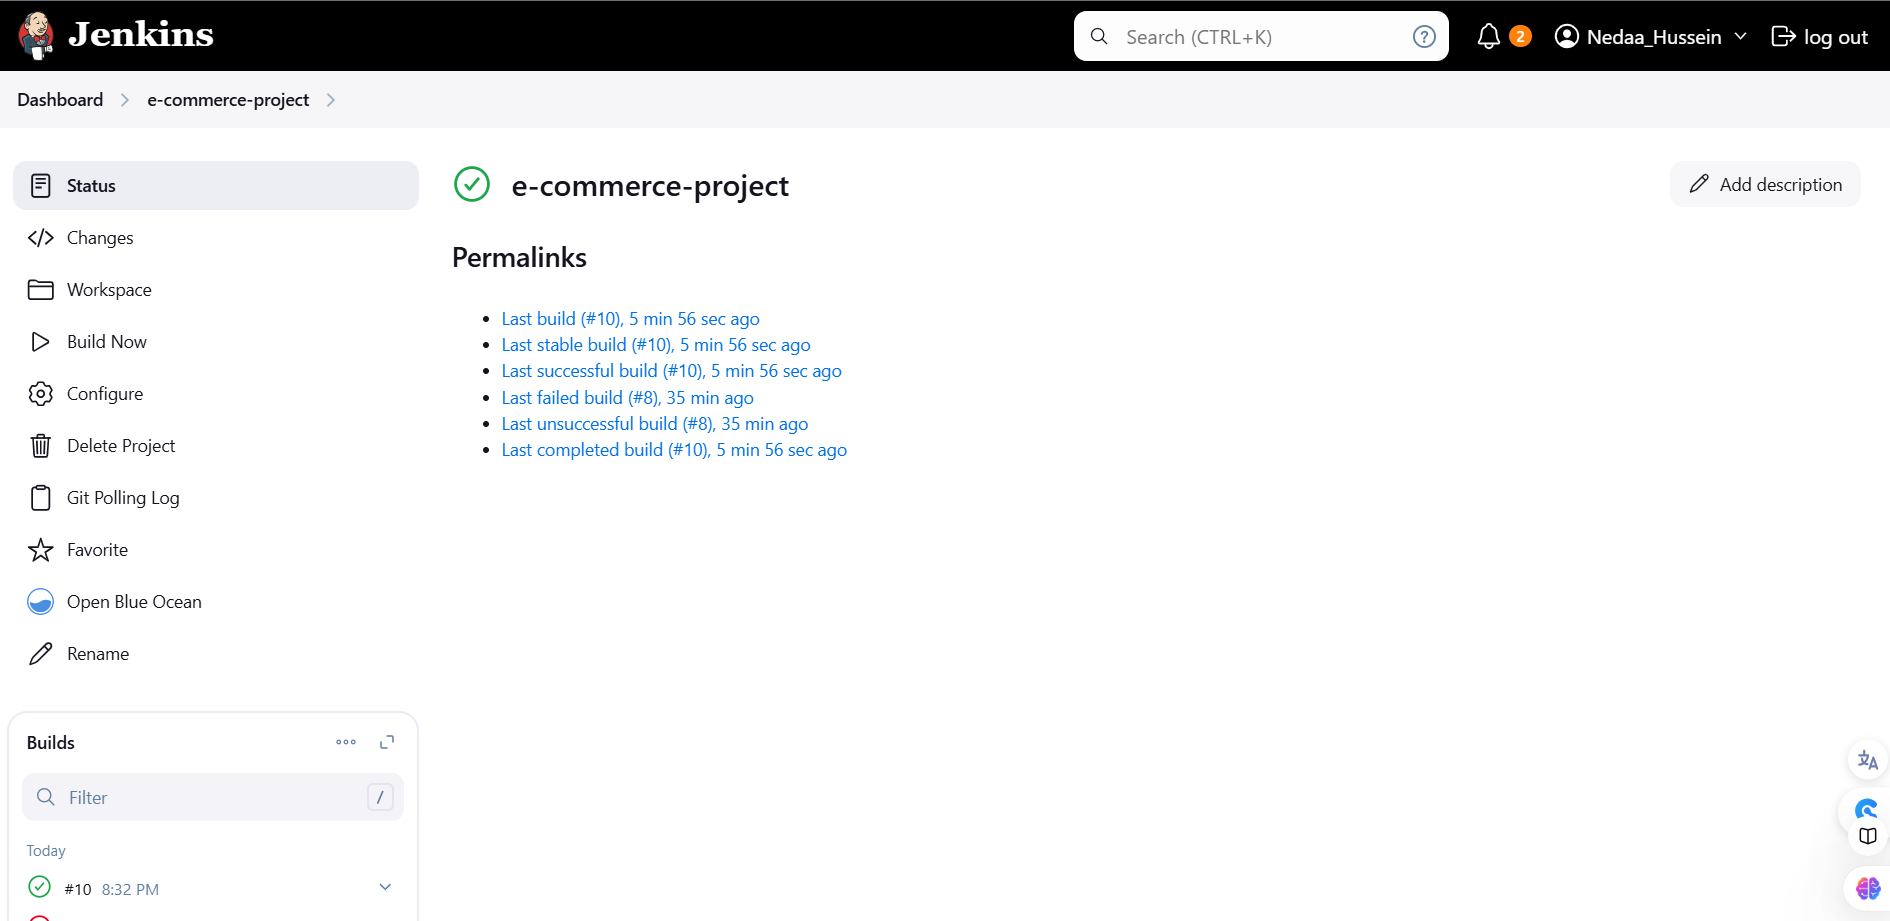 Jenkins
Search (CTRL+K)
?
2
Nedaa_Hussein
log out
Dashboard
e-commerce-project
Status
Changes
Workspace
Build Now
Configure
Delete Project
Git Polling Log
Favorite
Open Blue Ocean
Rename
Builds
Filter
/
Today
#10 8:32 PM
e-commerce-project
Add description
Permalinks
Last build (#10), 5 min 56 sec ago
Last stable build (#10), 5 min 56 sec ago
Last successful build (#10), 5 min 56 sec ago
Last failed build (#8), 35 min ago
Last unsuccessful build (#8), 35 min ago
Last completed build (#10), 5 min 56 sec ago
文A